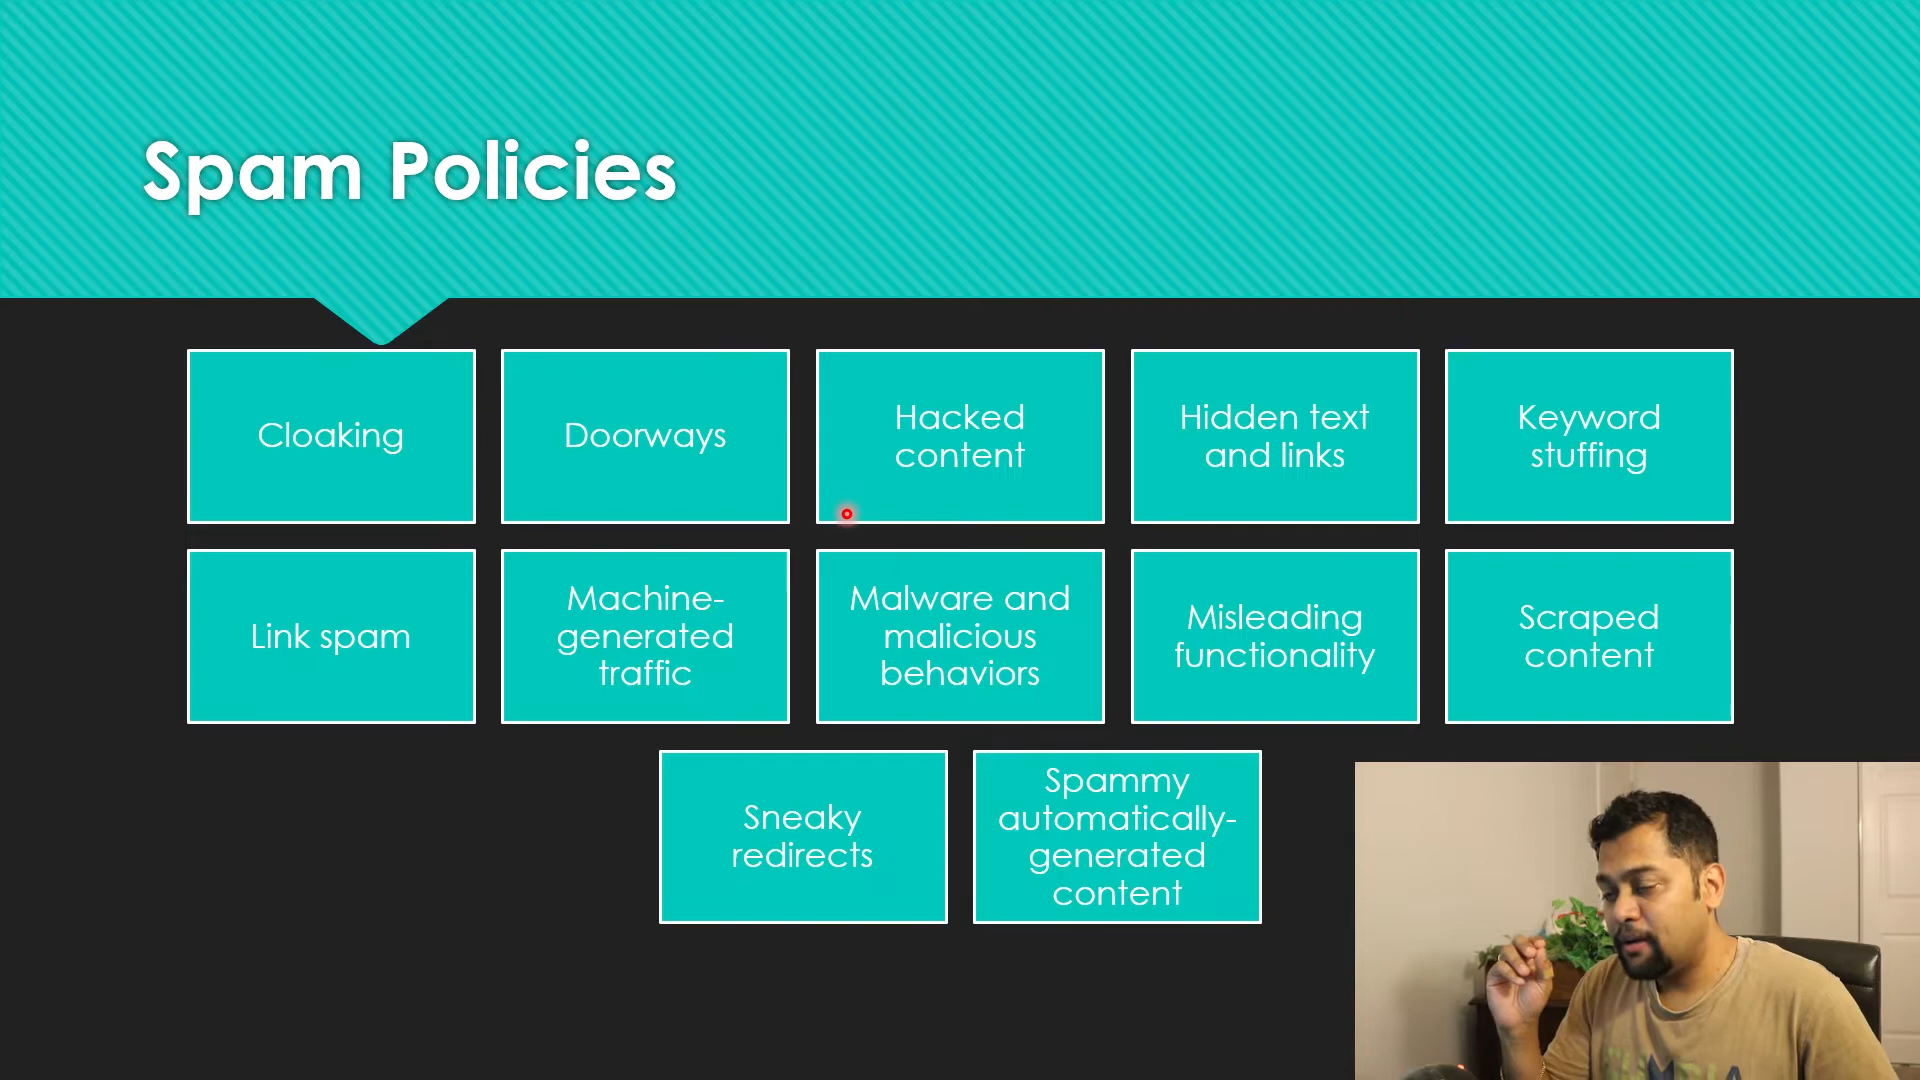 Spam Policies
Cloaking
Doorways
Hacked
content
Hidden text
and links
Keyword
stuffing
Link spam
Machine-
generated
traffic
Malware and
malicious
behaviors
Misleading
functionality
Scraped
content
Sneaky
redirects
Spammy
automatically-
generated
content